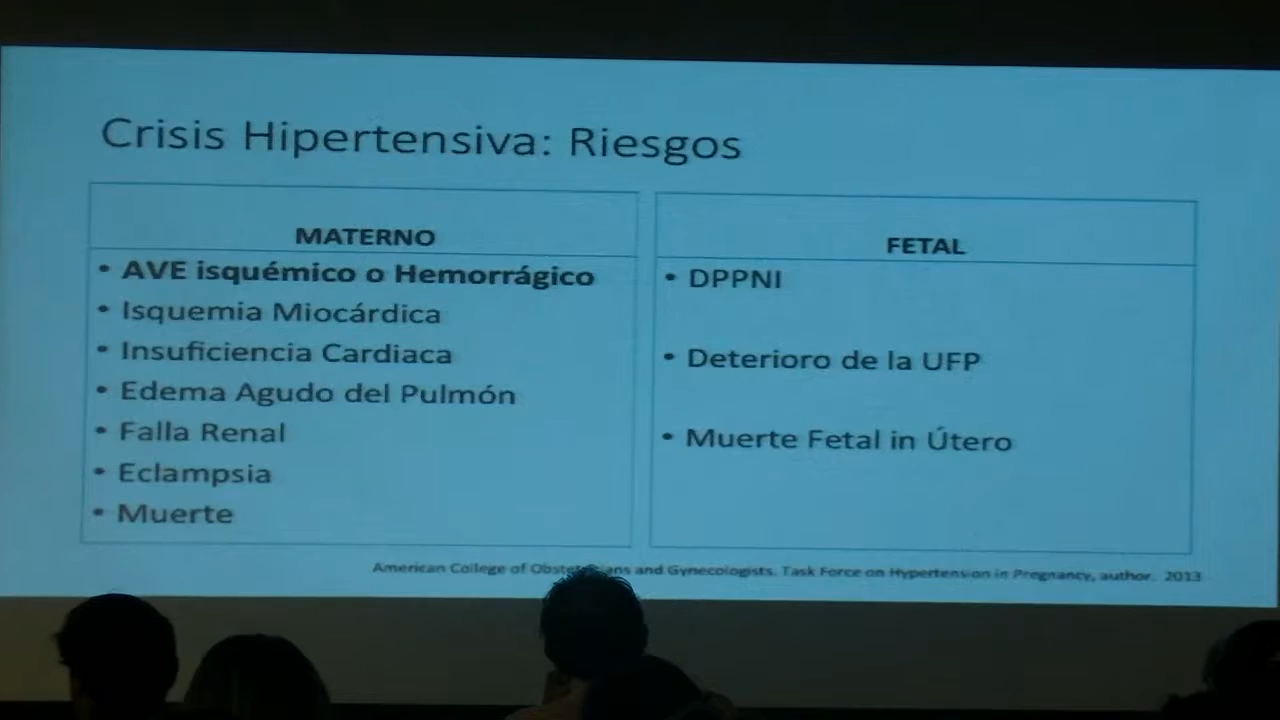 Crisis Hipertensiva: Riesgos
MATERNO
• AVE isquémico o Hemorrágico
• Isquemia Miocárdica
• Insuficiencia Cardiaca
• Edema Agudo del Pulmón
• Falla Renal
• Eclampsia
• Muerte
FETAL
• DPPNI
• Deterioro de la UFP
• Muerte Fetal in Útero
American College of Obstetricians and Gynecologists. Task Force on Hypertension in Pregnancy, author. 2013